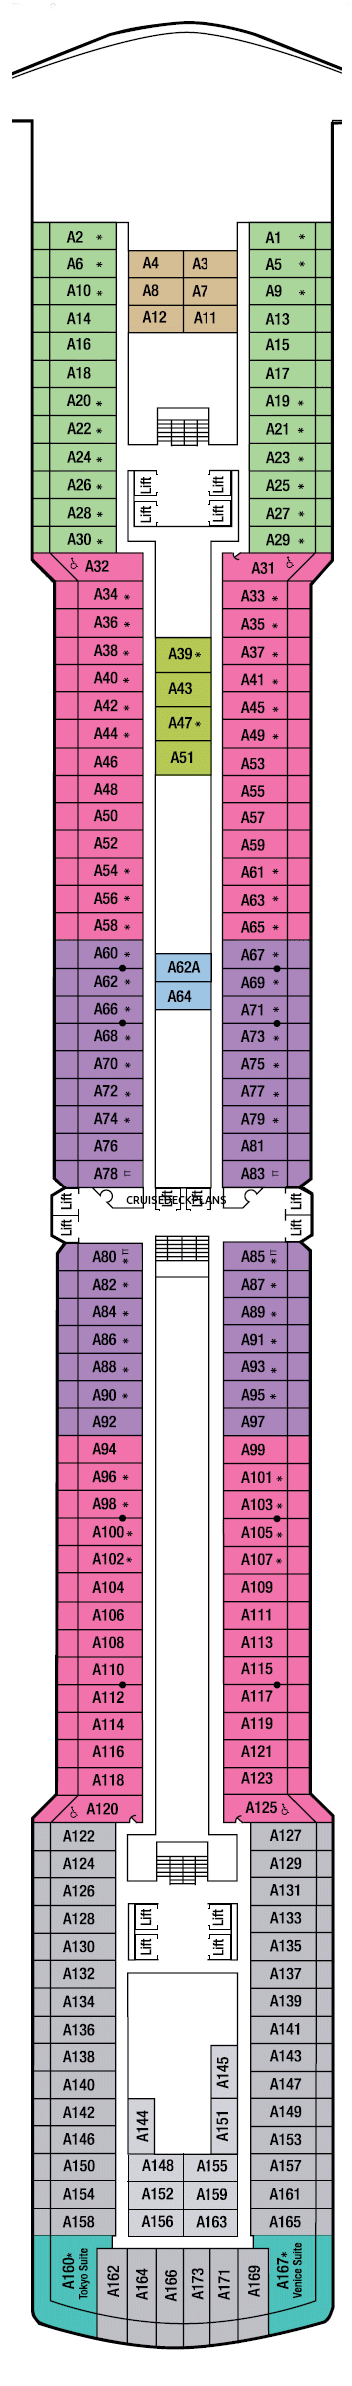 A2 * A1 *
A6 * A4 A3 A5 *
A10 * A8 A7 A9 *
A14 A12 A11 A13
A16 A15
A18 A17
A20 * A19 *
A22 * A21 *
A24 * A23 *
A26 * Lift Lift A25 *
A28 * Lift Lift A27 *
A30 * A29 *
A32 A31
A34 * A33 *
A36 * A35 *
A38 * A39 * A37 *
A40 * A43 A41 *
A42 * A45 *
A44 * A47 * A49 *
A46 A51 A53
A48 A55
A50 A57
A52 A59
A54 * A61 *
A56 * A63 *
A58 * A65 *
A60 * A67 *
A62 * A62A A69 *
A66 * A64 A71 *
A68 * A73 *
A70 * A75 *
A72 * A77 *
A74 * A79 *
A76 A81
A78 A83
Lift Lift Lift Lift
CRUISEDECKPLANS
Lift Lift
A80 * A85 *
A82 * A87 *
A84 * A89 *
A86 * A91 *
A88 * A93 *
A90 * A95 *
A92 A97
A94 A99
A96 * A101 *
A98 * A103 *
A100 * A105 *
A102 * A107 *
A104 A109
A106 A111
A108 A113
A110 A115
A112 A117
A114 A119
A116 A121
A118 A123
A120 A125
A122 A127
A124 A129
A126 A131
A128 Lift Lift A133
A130 Lift Lift A135
A132 A137
A134 A139
A136 A141
A138 A145 A143
A140 A147
A142 A144 A151 A149
A146 A153
A150 A148 A155 A157
A154 A152 A159 A161
A158 A156 A163 A165
A160* Tokyo Suite A162 A164 A166 A173 A171 A169 A167* Venice Suite